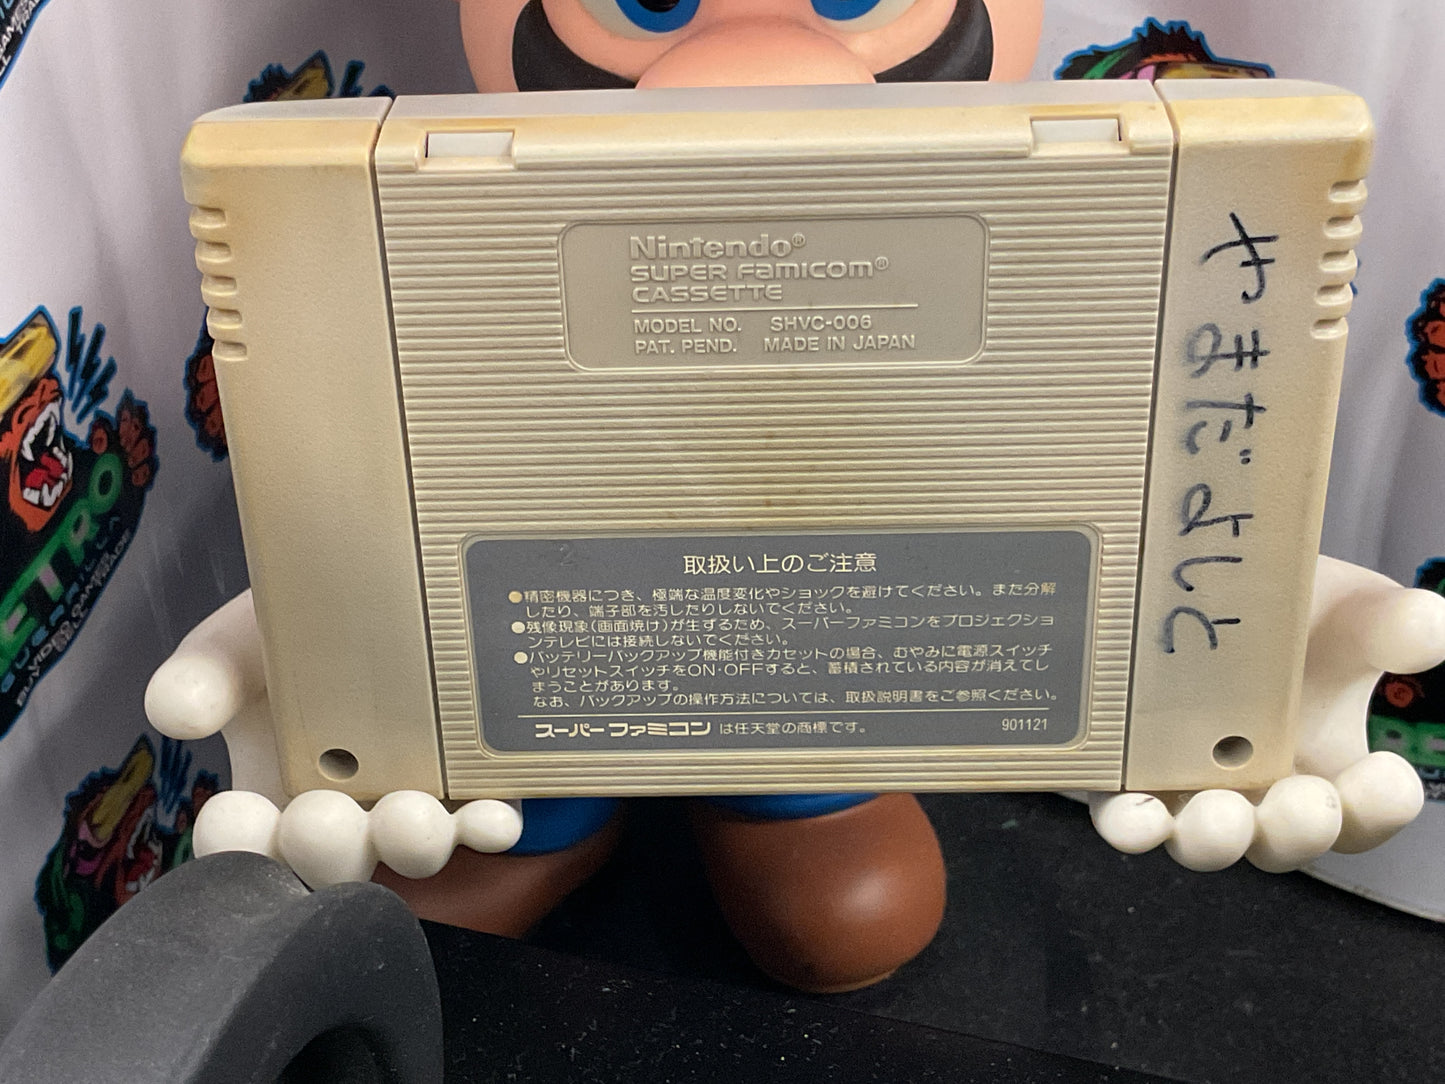 Nintendo®
SUPER FAMICOM®
CASSETTE
MODEL NO. SHVC-006
PAT. PEND. MADE IN JAPAN
やまだよしと
取扱い上のご注意
●精密機器につき、極端な温度変化やショックを避けてください。また分解
したり、端子部を汚したりしないでください。
●残像現象(画面焼け)が生ずるため、スーパーファミコンをプロジェクショ
ンテレビには接続しないでください。
●バッテリーバックアップ機能付きカセットの場合、むやみに電源スイッチ
やリセットスイッチをON・OFFすると、蓄積されている内容が消えてし
まうことがあります。
なお、バックアップの操作方法については、取扱説明書をご参照ください。
スーパーファミコン は任天堂の商標です。
901121